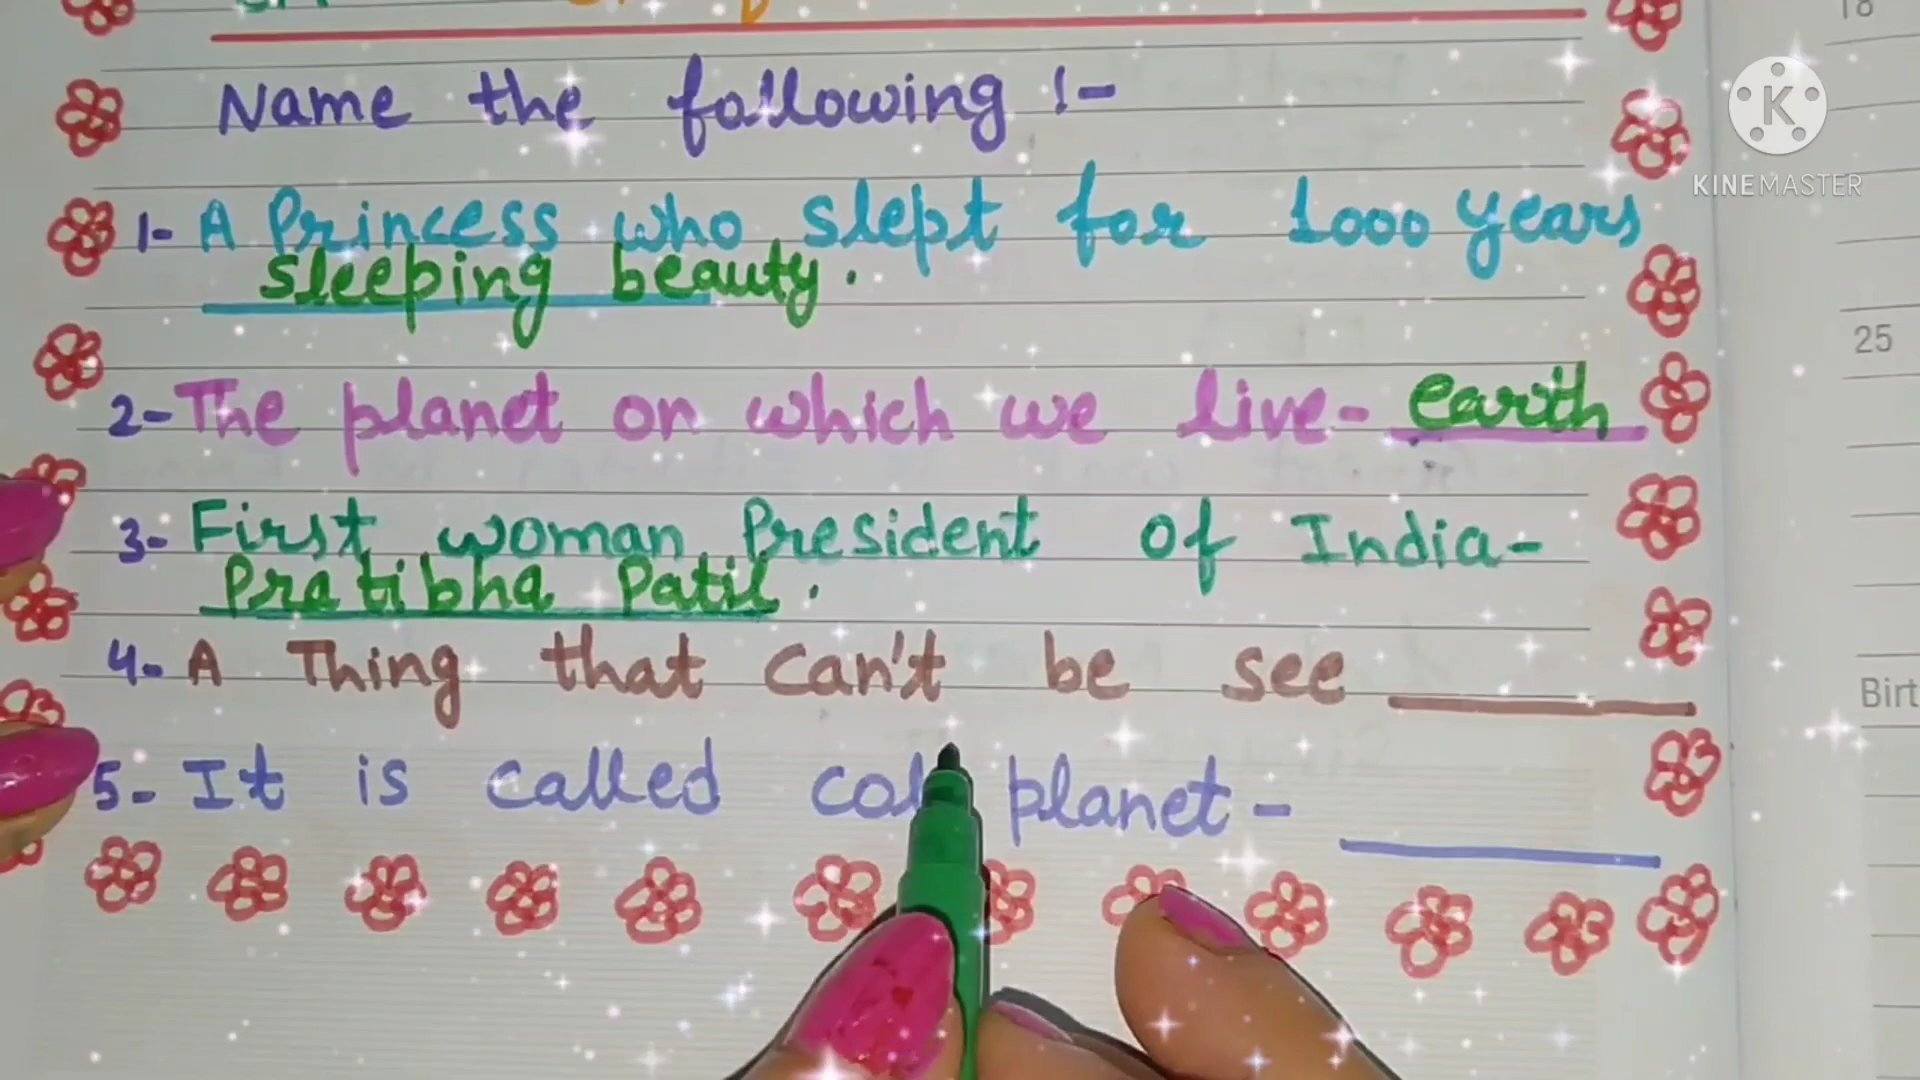 Name the following :-
KINEMASTER
1- A Princess who slept for 1000 years
sleeping beauty.
2- The planet on which we live- earth
3- First woman President of India-
Pratibha Patil.
4- A Thing that can't be see
5- It is called planet-
18
25